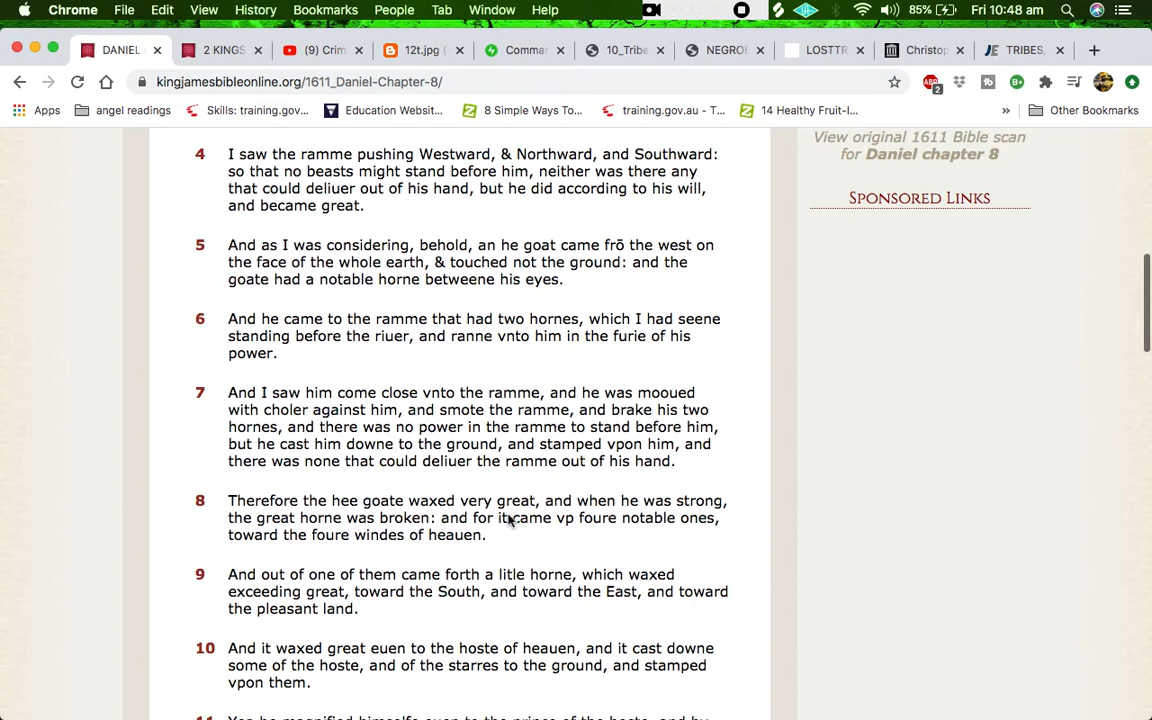 Chrome File Edit View History Bookmarks People Tab Window Help 85% Fri 10:48 am
DANIEL 2 KINGS (9) Crim 12t.jpg ( Comma 10_Tribe NEGROE LOSTTR Christop TRIBES,
kingjamesbibleonline.org/1611_Daniel-Chapter-8/ ABP 2
Apps angel readings Skills: training.gov... Education Websit... 8 Simple Ways To... training.gov.au - T... 14 Healthy Fruit-I... » Other Bookmarks
View original 1611 Bible scan
for Daniel chapter 8
SPONSORED LINKS
4 I saw the ramme pushing Westward, & Northward, and Southward:
so that no beasts might stand before him, neither was there any
that could deliuer out of his hand, but he did according to his will,
and became great.
5 And as I was considering, behold, an he goat came frō the west on
the face of the whole earth, & touched not the ground: and the
goate had a notable horne betweene his eyes.
6 And he came to the ramme that had two hornes, which I had seene
standing before the riuer, and ranne vnto him in the furie of his
power.
7 And I saw him come close vnto the ramme, and he was mooued
with choler against him, and smote the ramme, and brake his two
hornes, and there was no power in the ramme to stand before him,
but he cast him downe to the ground, and stamped vpon him, and
there was none that could deliuer the ramme out of his hand.
8 Therefore the hee goate waxed very great, and when he was strong,
the great horne was broken: and for it came vp foure notable ones,
toward the foure windes of heauen.
9 And out of one of them came forth a litle horne, which waxed
exceeding great, toward the South, and toward the East, and toward
the pleasant land.
10 And it waxed great euen to the hoste of heauen, and it cast downe
some of the hoste, and of the starres to the ground, and stamped
vpon them.